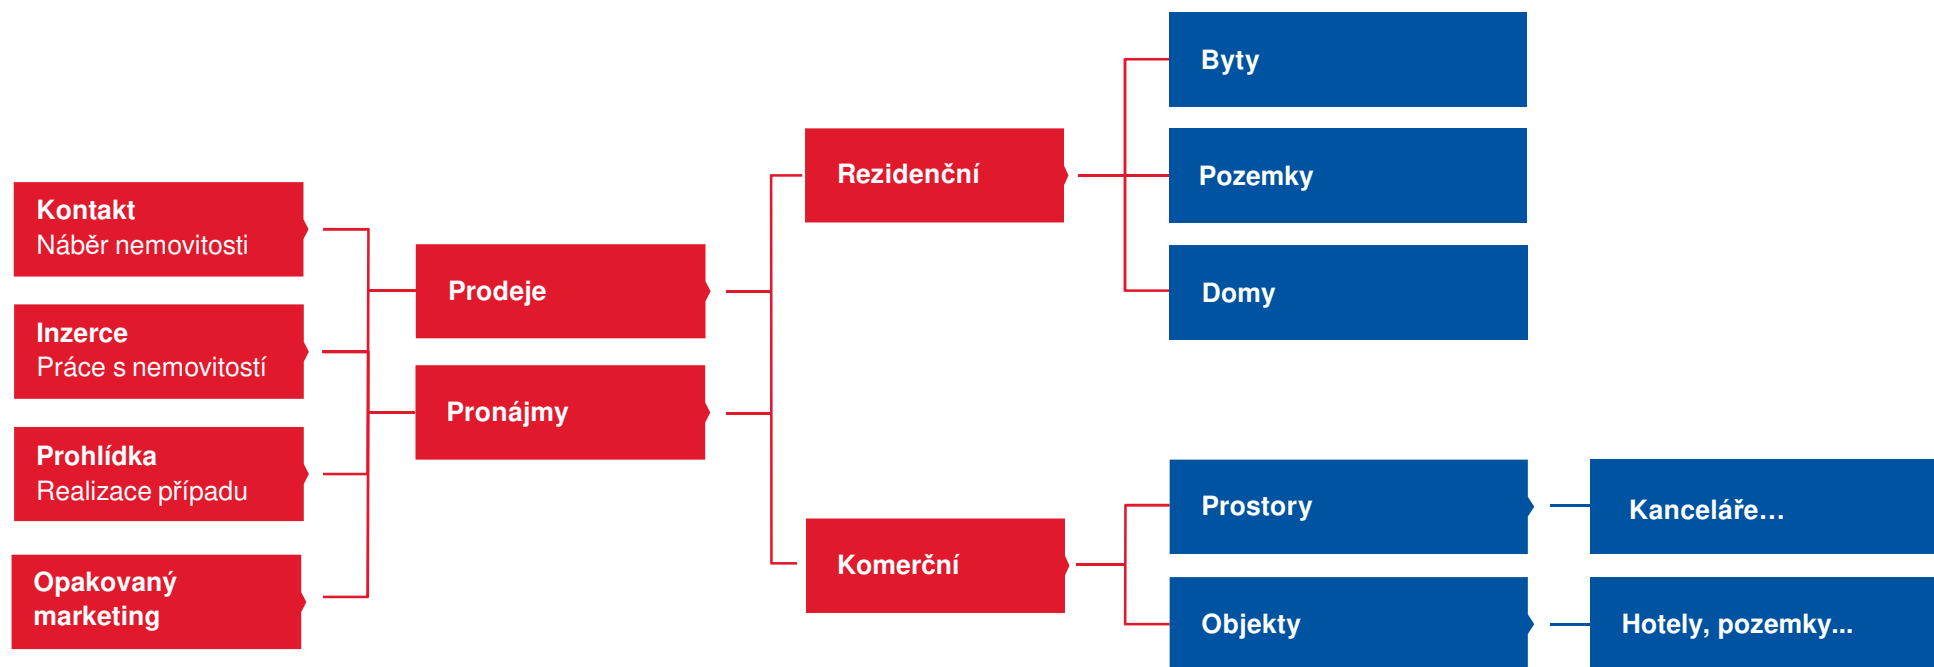 Kontakt
Náběr nemovitosti
Inzerce
Práce s nemovitostí
Prohlídka
Realizace případu
Opakovaný
marketing
Prodeje
Pronájmy
Rezidenční
Komerční
Byty
Pozemky
Domy
Prostory
Objekty
Kanceláře…
Hotely, pozemky...